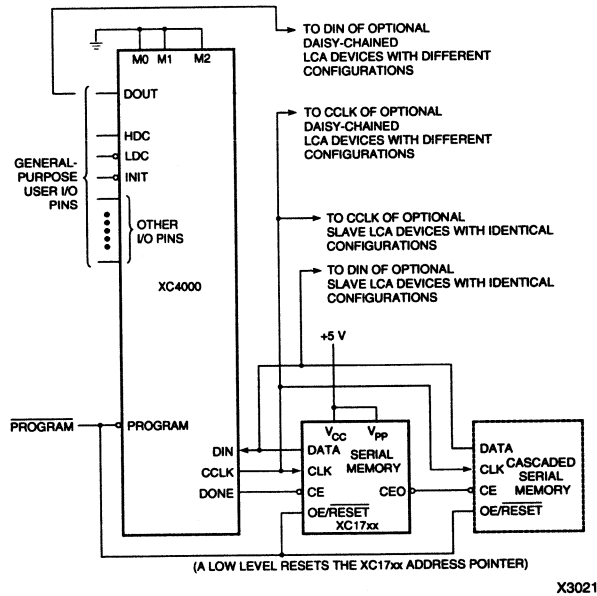 TO DIN OF OPTIONAL
DAISY-CHAINED
LCA DEVICES WITH DIFFERENT
CONFIGURATIONS
M0 M1 M2
DOUT
TO CCLK OF OPTIONAL
DAISY-CHAINED
LCA DEVICES WITH DIFFERENT
CONFIGURATIONS
HDC
LDC
INIT
GENERAL-
PURPOSE
USER I/O
PINS
OTHER
I/O PINS
TO CCLK OF OPTIONAL
SLAVE LCA DEVICES WITH IDENTICAL
CONFIGURATIONS
TO DIN OF OPTIONAL
SLAVE LCA DEVICES WITH IDENTICAL
CONFIGURATIONS
XC4000
+5 V
PROGRAM
PROGRAM
DIN
CCLK
DONE
VCC VPP
DATA
CLK
CE
OE/RESET
SERIAL
MEMORY
CEO
XC17xx
DATA
CLK
CE
OE/RESET
CASCADED
SERIAL
MEMORY
(A LOW LEVEL RESETS THE XC17xx ADDRESS POINTER)
X3021